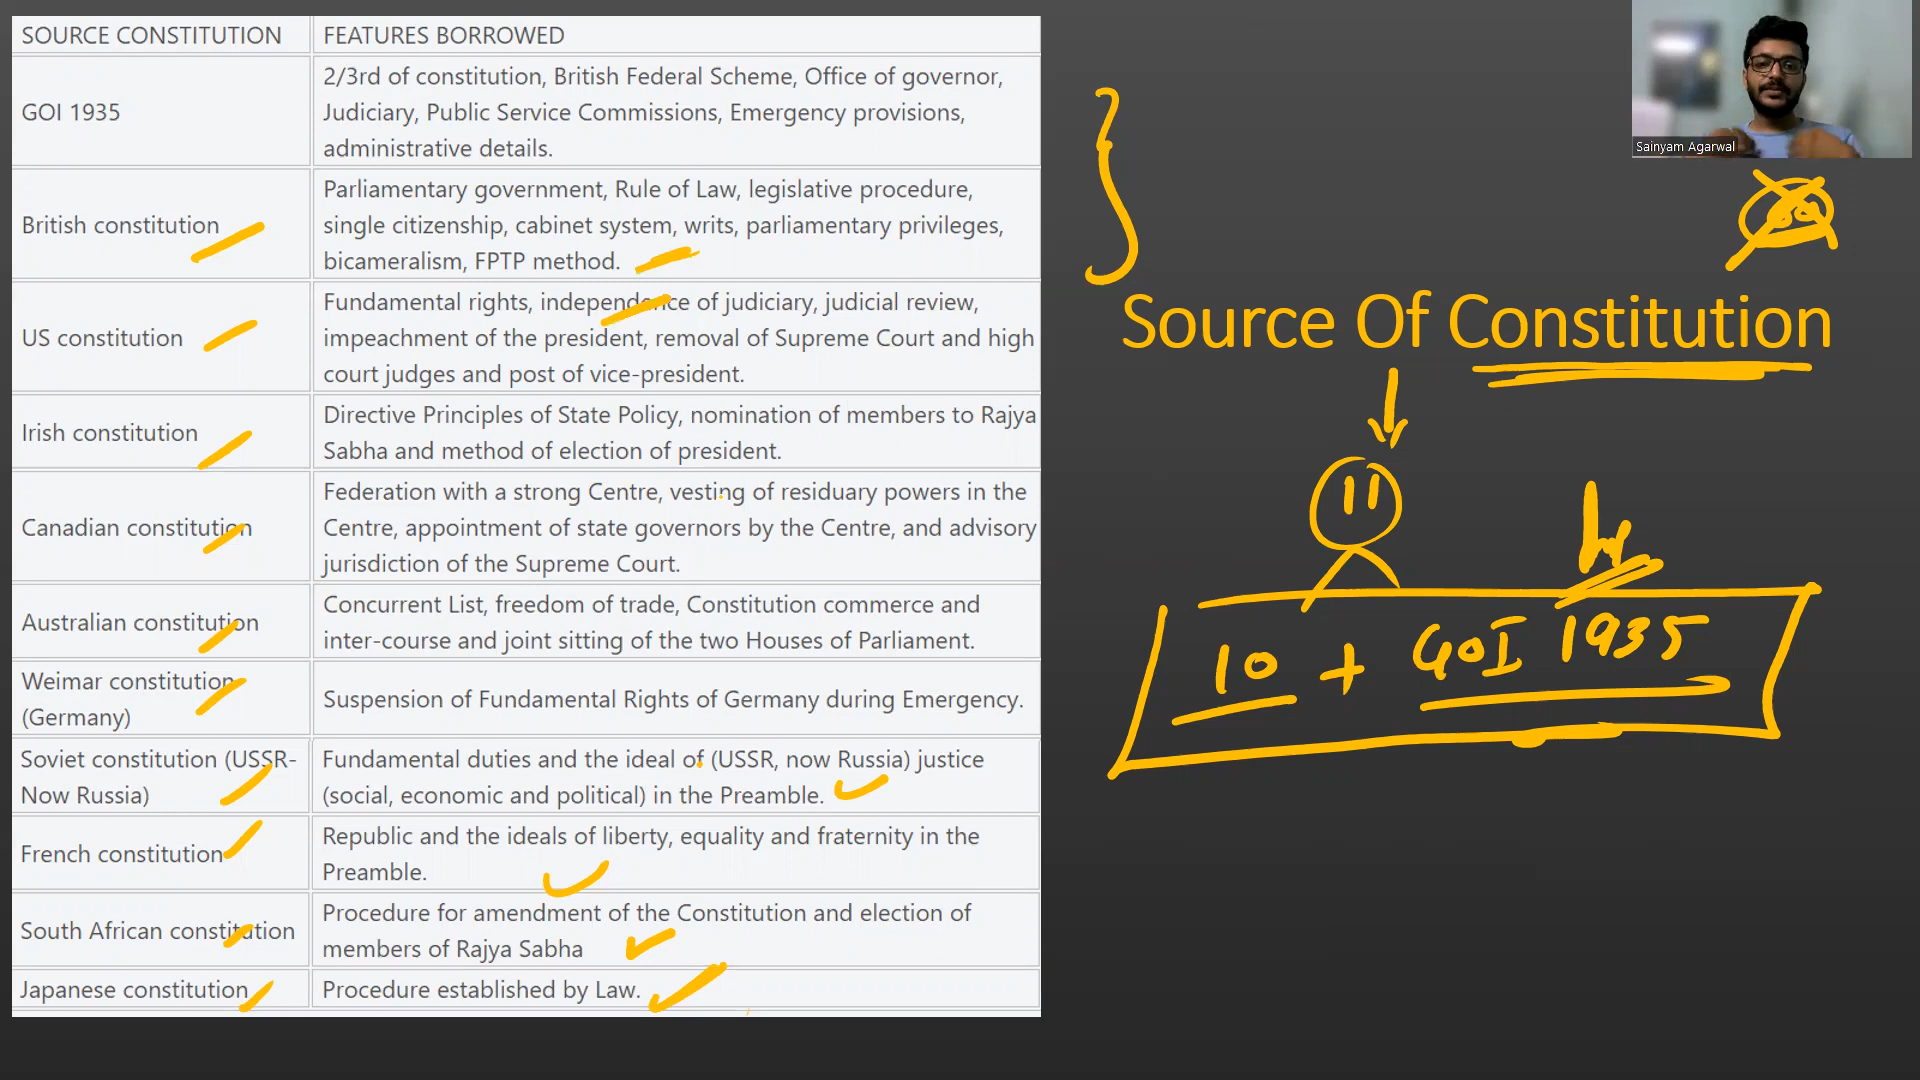 SOURCE CONSTITUTION
FEATURES BORROWED
GOI 1935
2/3rd of constitution, British Federal Scheme, Office of governor,
Judiciary, Public Service Commissions, Emergency provisions,
administrative details.
British constitution
Parliamentary government, Rule of Law, legislative procedure,
single citizenship, cabinet system, writs, parliamentary privileges,
bicameralism, FPTP method.
US constitution
Fundamental rights, independence of judiciary, judicial review,
impeachment of the president, removal of Supreme Court and high
court judges and post of vice-president.
Irish constitution
Directive Principles of State Policy, nomination of members to Rajya
Sabha and method of election of president.
Canadian constitution
Federation with a strong Centre, vesting of residuary powers in the
Centre, appointment of state governors by the Centre, and advisory
jurisdiction of the Supreme Court.
Australian constitution
Concurrent List, freedom of trade, Constitution commerce and
inter-course and joint sitting of the two Houses of Parliament.
Weimar constitution
(Germany)
Suspension of Fundamental Rights of Germany during Emergency.
Soviet constitution (USSR-
Now Russia)
Fundamental duties and the ideal of (USSR, now Russia) justice
(social, economic and political) in the Preamble.
French constitution
Republic and the ideals of liberty, equality and fraternity in the
Preamble.
South African constitution
Procedure for amendment of the Constitution and election of
members of Rajya Sabha
Japanese constitution
Procedure established by Law.
Sainyam Agarwal
Source Of Constitution
10 + GOI 1935